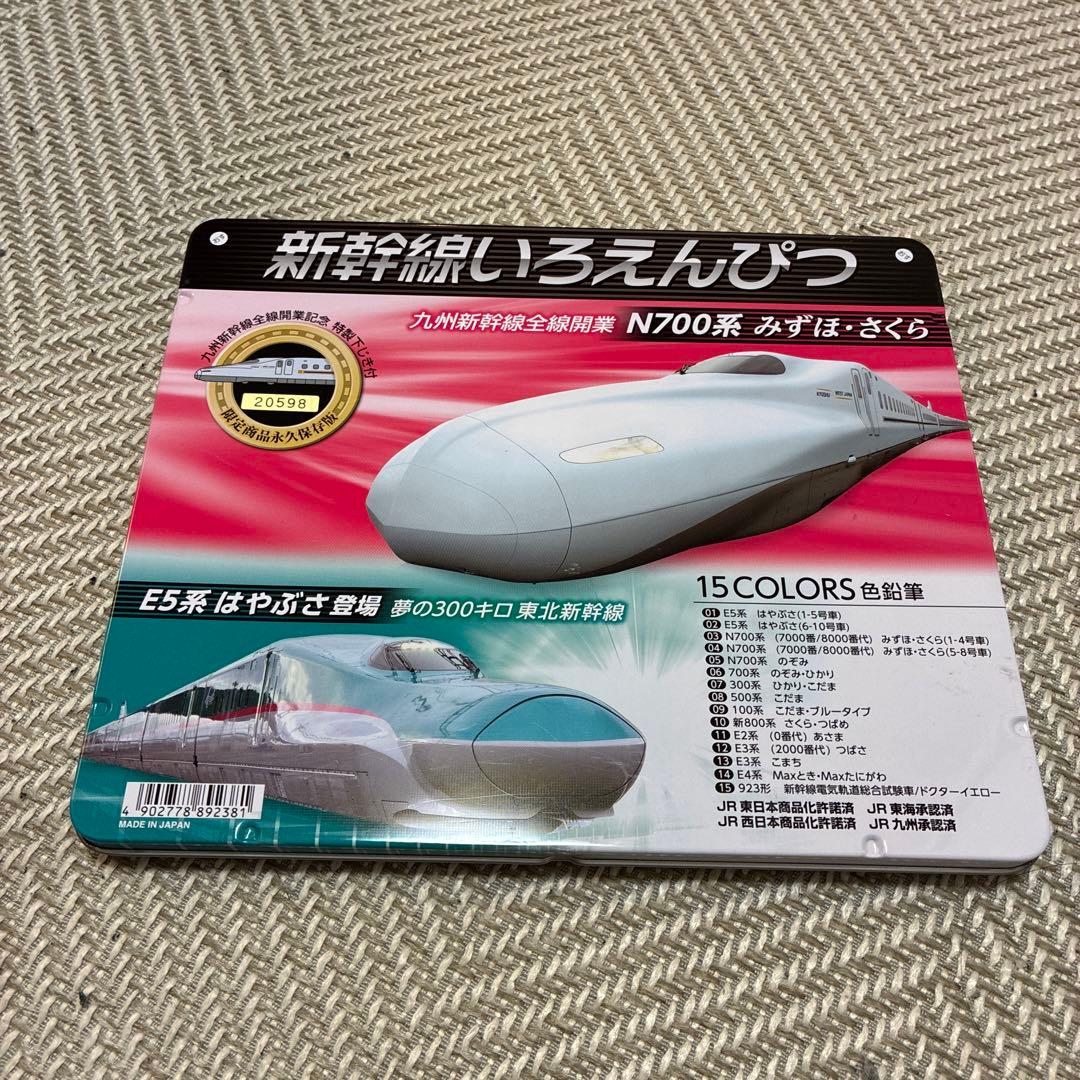 おす
おす
新幹線いろえんぴつ
九州新幹線全線開業 N700系 みずほ・さくら
九州新幹線全線開業記念 特製下じき付
20598
限定商品永久保存版
KYUSHU WEST JAPAN
E5系 はやぶさ 登場 夢の300キロ 東北新幹線
15 COLORS 色鉛筆
01 E5系 はやぶさ(1-5号車)
02 E5系 はやぶさ(6-10号車)
03 N700系 (7000番/8000番代) みずほ・さくら(1-4号車)
04 N700系 (7000番/8000番代) みずほ・さくら(5-8号車)
05 N700系 のぞみ
06 700系 のぞみ・ひかり
07 300系 ひかり・こだま
08 500系 こだま
09 100系 こだま・ブルータイプ
10 新800系 さくら・つばめ
11 E2系 (0番代) あさま
12 E3系 (2000番代) つばさ
13 E3系 こまち
14 E4系 Maxとき・Maxたにがわ
15 923形 新幹線電気軌道総合試験車/ドクターイエロー
JR 東日本商品化許諾済 JR 東海承認済
JR 西日本商品化許諾済 JR 九州承認済
4 902778 892381
MADE IN JAPAN